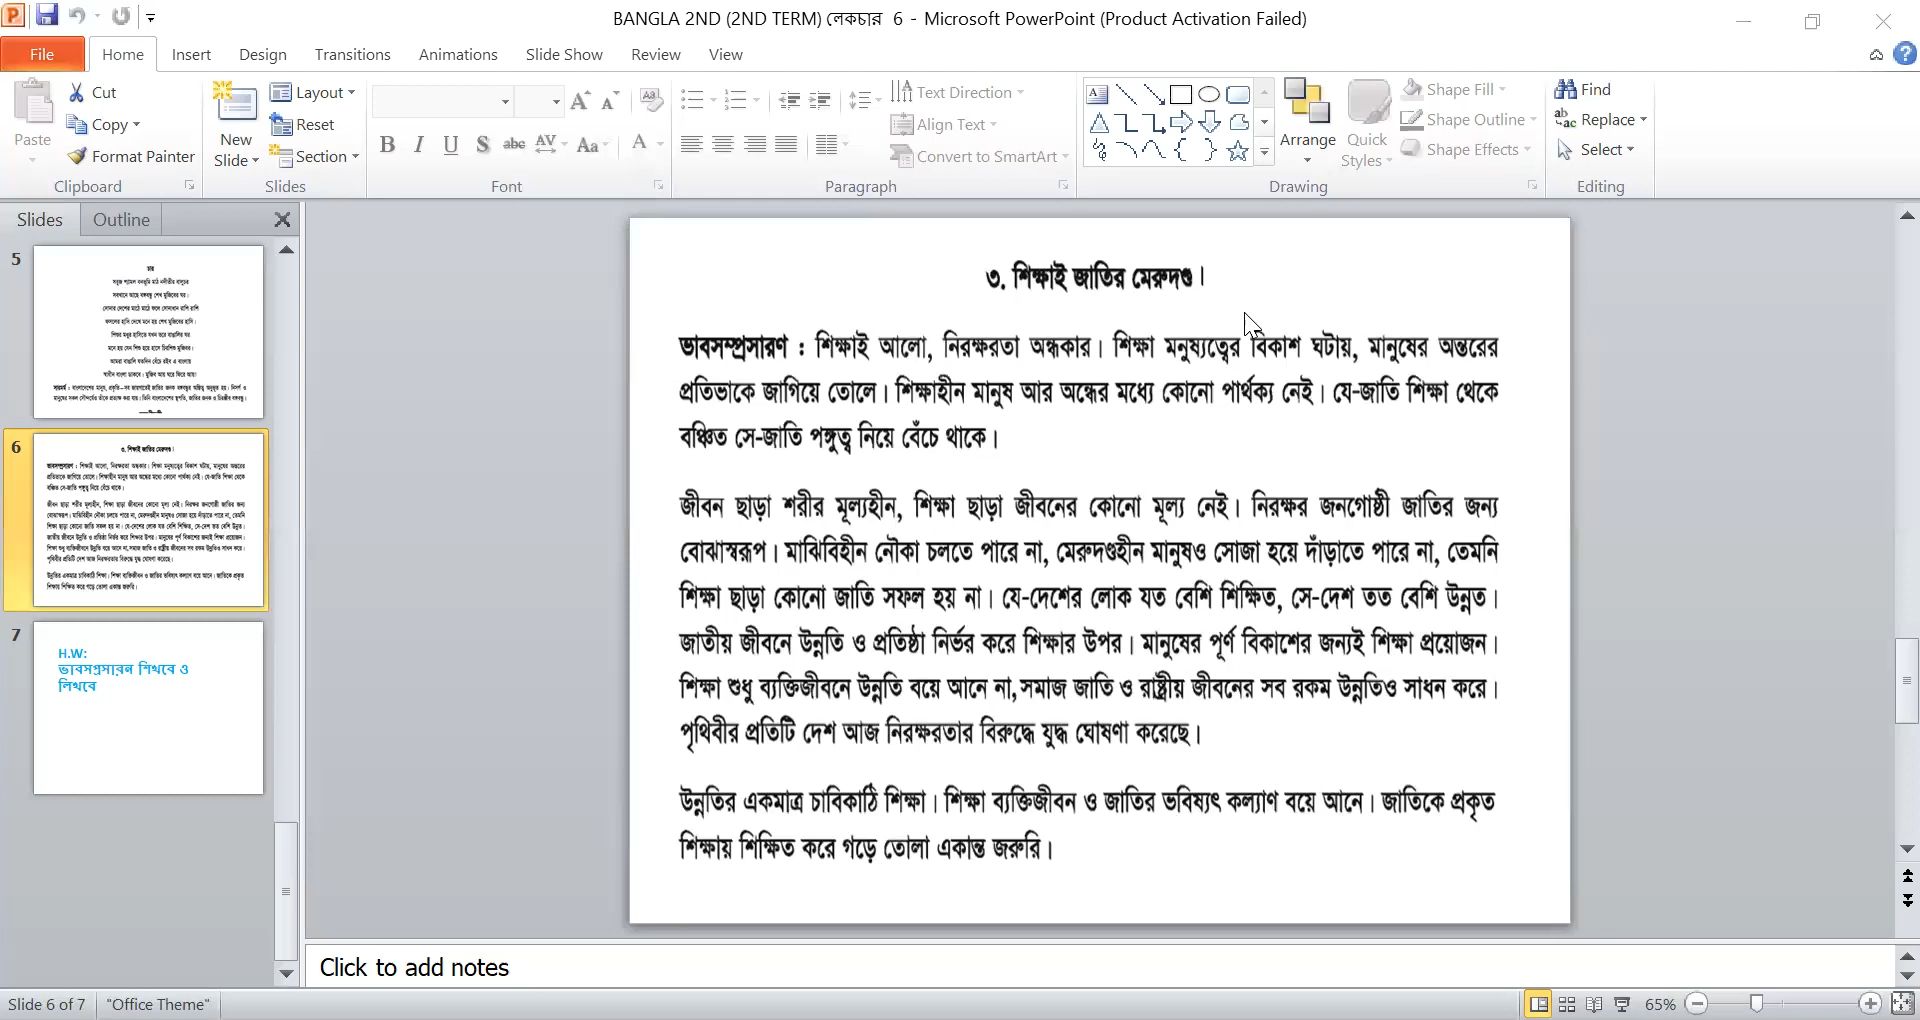 BANGLA 2ND (2ND TERM) লেকচার 6 - Microsoft PowerPoint (Product Activation Failed)
File Home Insert Design Transitions Animations Slide Show Review View
Paste
Cut
Copy
Format Painter
Clipboard
New Slide
Layout
Reset
Section
Slides
Font
Text Direction
Align Text
Convert to SmartArt
Paragraph
Arrange
Quick Styles
Shape Fill
Shape Outline
Shape Effects
Drawing
Find
Replace
Select
Editing
Slides Outline
5
6
7
H.W:
ভাবসপ্রসারন শিখবে ও
লিখবে
৩. শিক্ষাই জাতির মেরুদণ্ড।
ভাবসম্প্রসারণ : শিক্ষাই আলো, নিরক্ষরতা অন্ধকার। শিক্ষা মনুষ্যত্বের বিকাশ ঘটায়, মানুষের অন্তরের
প্রতিভাকে জাগিয়ে তোলে। শিক্ষাহীন মানুষ আর অন্ধের মধ্যে কোনো পার্থক্য নেই। যে-জাতি শিক্ষা থেকে
বঞ্চিত সে-জাতি পঙ্গুত্ব নিয়ে বেঁচে থাকে।
জীবন ছাড়া শরীর মূল্যহীন, শিক্ষা ছাড়া জীবনের কোনো মূল্য নেই। নিরক্ষর জনগোষ্ঠী জাতির জন্য
বোঝাস্বরূপ। মাঝিবিহীন নৌকা চলতে পারে না, মেরুদণ্ডহীন মানুষও সোজা হয়ে দাঁড়াতে পারে না, তেমনি
শিক্ষা ছাড়া কোনো জাতি সফল হয় না। যে-দেশের লোক যত বেশি শিক্ষিত, সে-দেশ তত বেশি উন্নত।
জাতীয় জীবনে উন্নতি ও প্রতিষ্ঠা নির্ভর করে শিক্ষার উপর। মানুষের পূর্ণ বিকাশের জন্যই শিক্ষা প্রয়োজন।
শিক্ষা শুধু ব্যক্তিজীবনে উন্নতি বয়ে আনে না,সমাজ জাতি ও রাষ্ট্রীয় জীবনের সব রকম উন্নতিও সাধন করে।
পৃথিবীর প্রতিটি দেশ আজ নিরক্ষরতার বিরুদ্ধে যুদ্ধ ঘোষণা করেছে।
উন্নতির একমাত্র চাবিকাঠি শিক্ষা। শিক্ষা ব্যক্তিজীবন ও জাতির ভবিষ্যৎ কল্যাণ বয়ে আনে। জাতিকে প্রকৃত
শিক্ষায় শিক্ষিত করে গড়ে তোলা একান্ত জরুরি।
Click to add notes
Slide 6 of 7 "Office Theme" 65%